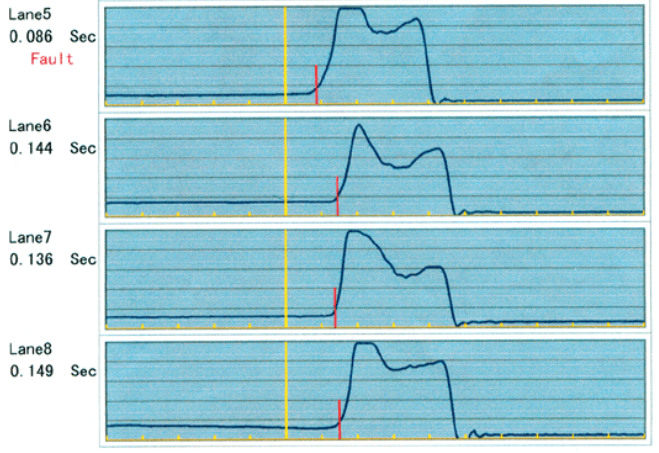 Lane5
0.086 Sec
Fault
Lane6
0.144 Sec
Lane7
0.136 Sec
Lane8
0.149 Sec